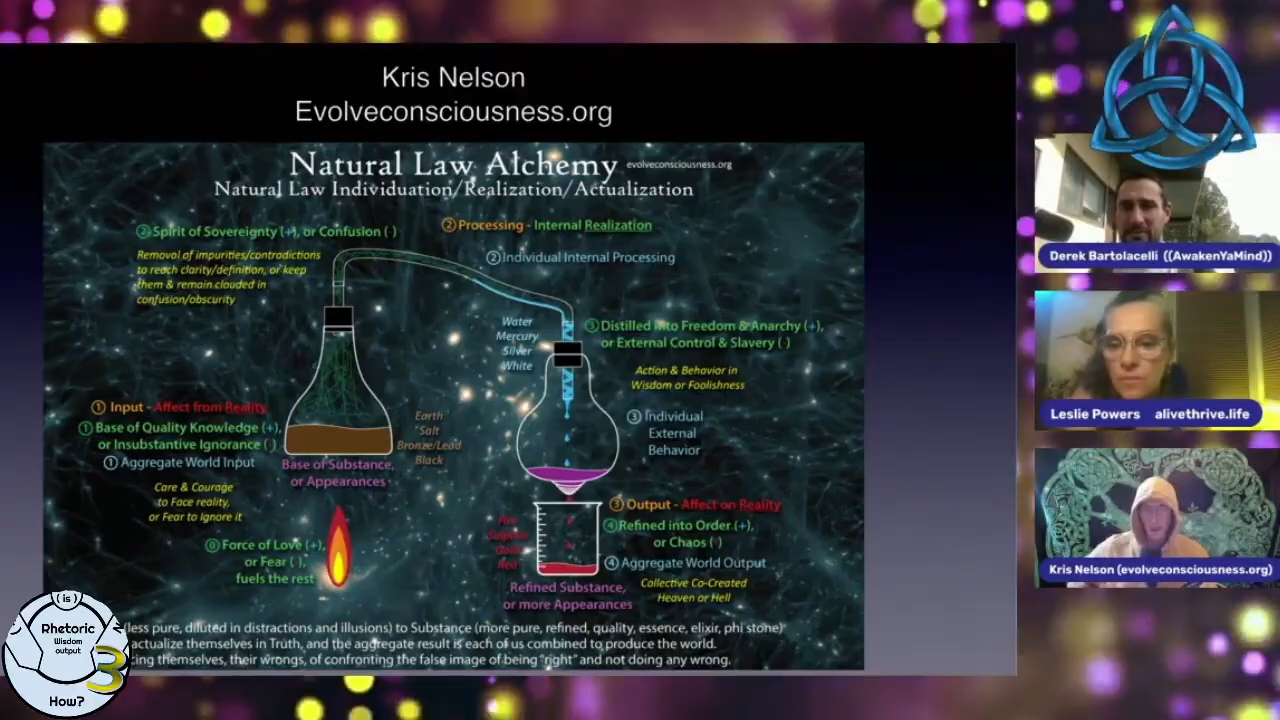 Kris Nelson
Evolveconsciousness.org
Natural Law Alchemy evolveconsciousness.org
Natural Law Individuation/Realization/Actualization
② Spirit of Sovereignty (+), or Confusion (-)
Removal of impurities/contradictions
to reach clarity/definition, or keep
them & remain clouded in
confusion/obscurity
② Processing - Internal Realization
② Individual Internal Processing
Water
Mercury
Silver
White
③ Distilled into Freedom & Anarchy (+),
or External Control & Slavery (-)
Action & Behavior in
Wisdom or Foolishness
③ Individual
External
Behavior
① Input - Affect from Reality
① Base of Quality Knowledge (+),
or Insubstantive Ignorance (-)
① Aggregate World Input
Care & Courage
to Face reality,
or Fear to Ignore it
Earth
Salt
Bronze/Lead
Black
Base of Substance,
or Appearances
⓪ Force of Love (+),
or Fear (-),
fuels the rest
Fire
Sulphur
Gold
Red
③ Output - Affect on Reality
④ Refined into Order (+),
or Chaos (-)
④ Aggregate World Output
Collective Co-Created
Heaven or Hell
Refined Substance,
or more Appearances
(less pure, diluted in distractions and illusions) to Substance (more pure, refined, quality, essence, elixir, phi stone)
actualize themselves in Truth, and the aggregate result is each of us combined to produce the world.
cing themselves, their wrongs, of confronting the false image of being "right" and not doing any wrong.
Derek Bartolacelli ((AwakenYaMind))
Leslie Powers alivethrive.life
Kris Nelson (evolveconsciousness.org)
( is )
Rhetoric
Wisdom
output
3
How?